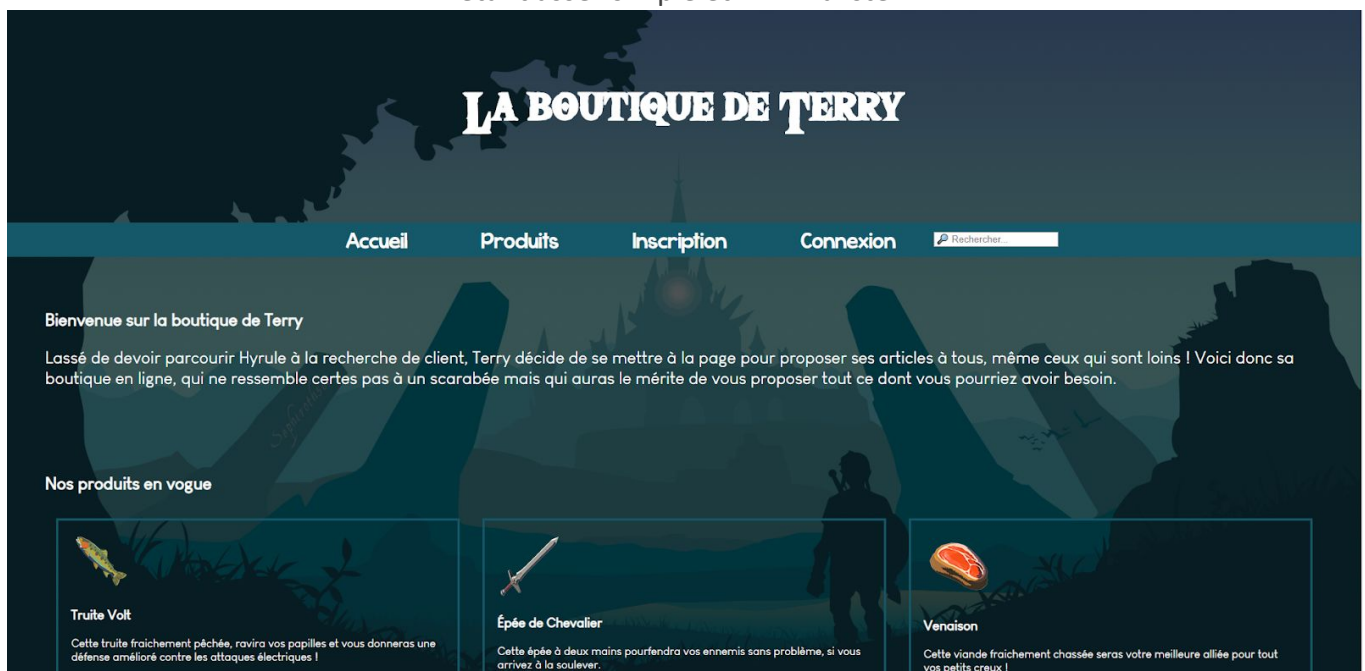 La boutique de Terry
Accueil Produits Inscription Connexion Rechercher...
Bienvenue sur la boutique de Terry
Lassé de devoir parcourir Hyrule à la recherche de client, Terry décide de se mettre à la page pour proposer ses articles à tous, même ceux qui sont loins ! Voici donc sa
boutique en ligne, qui ne ressemble certes pas à un scarabée mais qui auras le mérite de vous proposer tout ce dont vous pourriez avoir besoin.
Nos produits en vogue
Truite Volt
Cette truite fraichement pêchée, ravira vos papilles et vous donneras une
défense amélioré contre les attaques électriques !
Épée de Chevalier
Cette épée à deux mains pourfendra vos ennemis sans problème, si vous
arrivez à la soulever.
Venaison
Cette viande fraichement chassée seras votre meilleure alliée pour tout
vos petits creux !